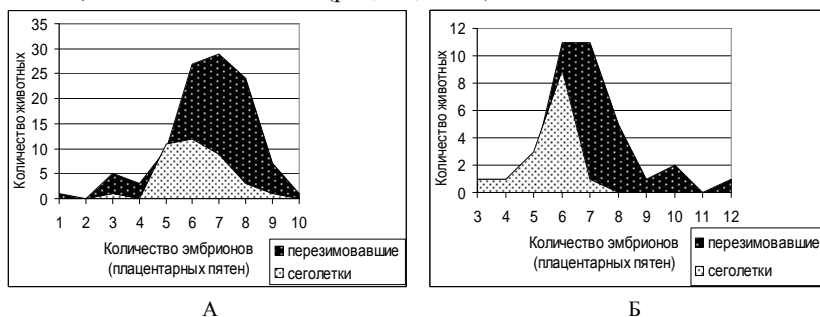 35
30
25
20
15
10
5
0
Количество животных
1 2 3 4 5 6 7 8 9 10
Количество эмбрионов
(плацентарных пятен)
перезимовавшие
сеголетки
А
12
10
8
6
4
2
0
Количество животных
3 4 5 6 7 8 9 10 11 12
Количество эмбрионов
(плацентарных пятен)
перезимовавшие
сеголетки
Б